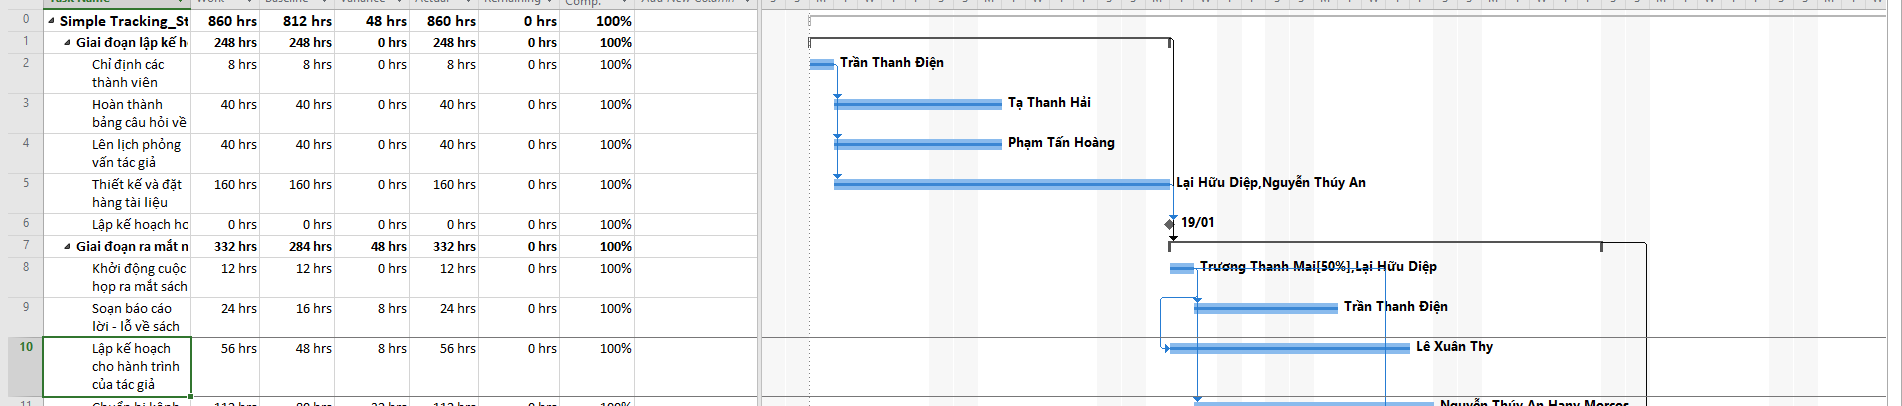 Task Name Work Baseline Variance Actual Remaining Comp. Add New Column
0 Simple Tracking_St 860 hrs 812 hrs 48 hrs 860 hrs 0 hrs 100%
1 Giai đoạn lập kế h 248 hrs 248 hrs 0 hrs 248 hrs 0 hrs 100%
2 Chỉ định các 8 hrs 8 hrs 0 hrs 8 hrs 0 hrs 100% Trần Thanh Điện
thành viên
3 Hoàn thành 40 hrs 40 hrs 0 hrs 40 hrs 0 hrs 100% Tạ Thanh Hải
bảng câu hỏi về
4 Lên lịch phỏng 40 hrs 40 hrs 0 hrs 40 hrs 0 hrs 100% Phạm Tấn Hoàng
vấn tác giả
5 Thiết kế và đặt 160 hrs 160 hrs 0 hrs 160 hrs 0 hrs 100% Lại Hữu Diệp,Nguyễn Thúy An
hàng tài liệu
6 Lập kế hoạch hc 0 hrs 0 hrs 0 hrs 0 hrs 0 hrs 100% 19/01
7 Giai đoạn ra mắt n 332 hrs 284 hrs 48 hrs 332 hrs 0 hrs 100%
8 Khởi động cuộc 12 hrs 12 hrs 0 hrs 12 hrs 0 hrs 100% Trương Thanh Mai[50%],Lại Hữu Diệp
họp ra mắt sách
9 Soạn báo cáo 24 hrs 16 hrs 8 hrs 24 hrs 0 hrs 100% Trần Thanh Điện
lời - lỗ về sách
10 Lập kế hoạch 56 hrs 48 hrs 8 hrs 56 hrs 0 hrs 100% Lê Xuân Thy
cho hành trình
của tác giả